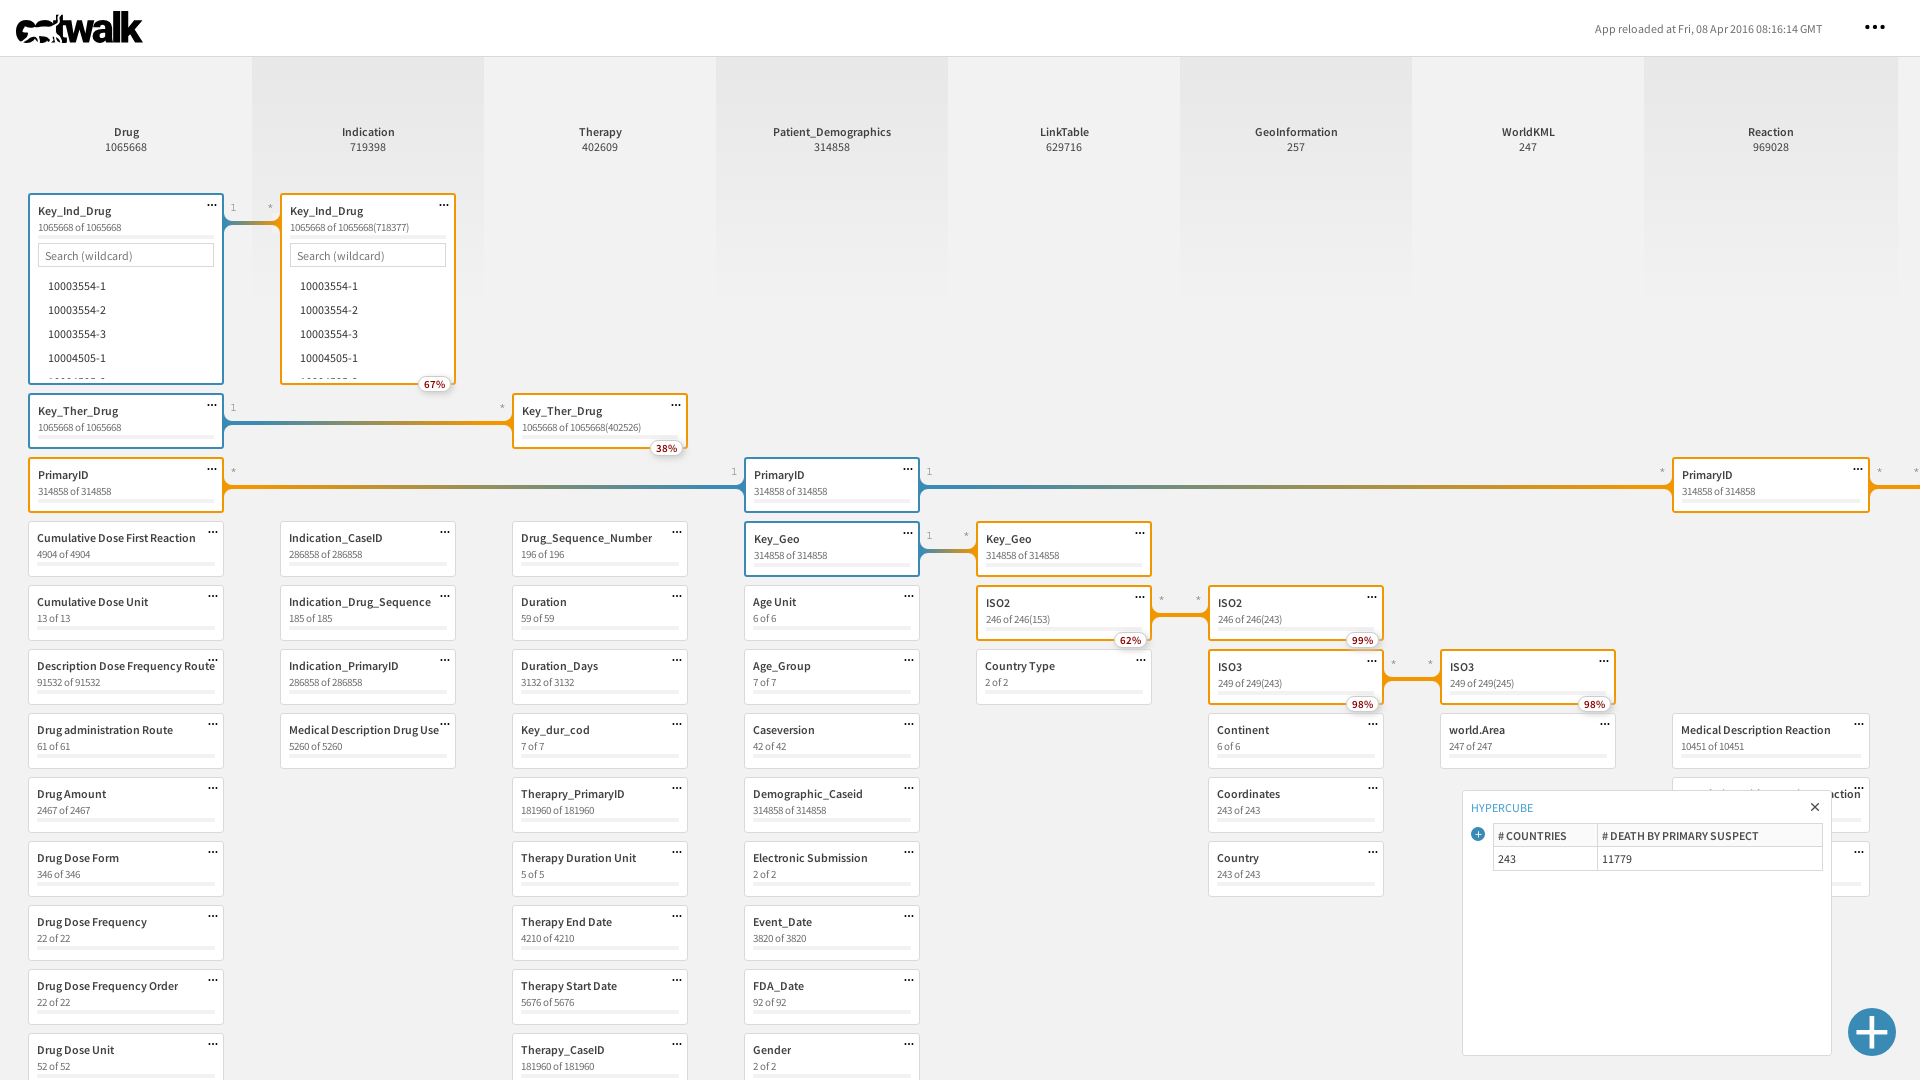 catwalk
App reloaded at Fri, 08 Apr 2016 08:16:14 GMT
Drug
1065668
Indication
719398
Therapy
402609
Patient_Demographics
314858
LinkTable
629716
GeoInformation
257
WorldKML
247
Reaction
969028
Key_Ind_Drug
1065668 of 1065668
Search (wildcard)
10003554-1
10003554-2
10003554-3
10004505-1
1
*
Key_Ind_Drug
1065668 of 1065668(718377)
Search (wildcard)
10003554-1
10003554-2
10003554-3
10004505-1
67%
Key_Ther_Drug
1065668 of 1065668
1
*
Key_Ther_Drug
1065668 of 1065668(402526)
38%
PrimaryID
314858 of 314858
*
1
PrimaryID
314858 of 314858
1
*
PrimaryID
314858 of 314858
*
*
Cumulative Dose First Reaction
4904 of 4904
Indication_CaseID
286858 of 286858
Drug_Sequence_Number
196 of 196
Key_Geo
314858 of 314858
1
*
Key_Geo
314858 of 314858
Cumulative Dose Unit
13 of 13
Indication_Drug_Sequence
185 of 185
Duration
59 of 59
Age Unit
6 of 6
ISO2
246 of 246(153)
62%
*
*
ISO2
246 of 246(243)
99%
Description Dose Frequency Route
91532 of 91532
Indication_PrimaryID
286858 of 286858
Duration_Days
3132 of 3132
Age_Group
7 of 7
Country Type
2 of 2
ISO3
249 of 249(243)
98%
*
*
ISO3
249 of 249(245)
98%
Drug administration Route
61 of 61
Medical Description Drug Use
5260 of 5260
Key_dur_cod
7 of 7
Caseversion
42 of 42
Continent
6 of 6
world.Area
247 of 247
Medical Description Reaction
10451 of 10451
Drug Amount
2467 of 2467
Therapry_PrimaryID
181960 of 181960
Demographic_Caseid
314858 of 314858
Coordinates
243 of 243
Drug Dose Form
346 of 346
Therapy Duration Unit
5 of 5
Electronic Submission
2 of 2
Country
243 of 243
HYPERCUBE
# COUNTRIES
# DEATH BY PRIMARY SUSPECT
243
11779
Drug Dose Frequency
22 of 22
Therapy End Date
4210 of 4210
Event_Date
3820 of 3820
Drug Dose Frequency Order
22 of 22
Therapy Start Date
5676 of 5676
FDA_Date
92 of 92
Drug Dose Unit
52 of 52
Therapy_CaseID
181960 of 181960
Gender
2 of 2